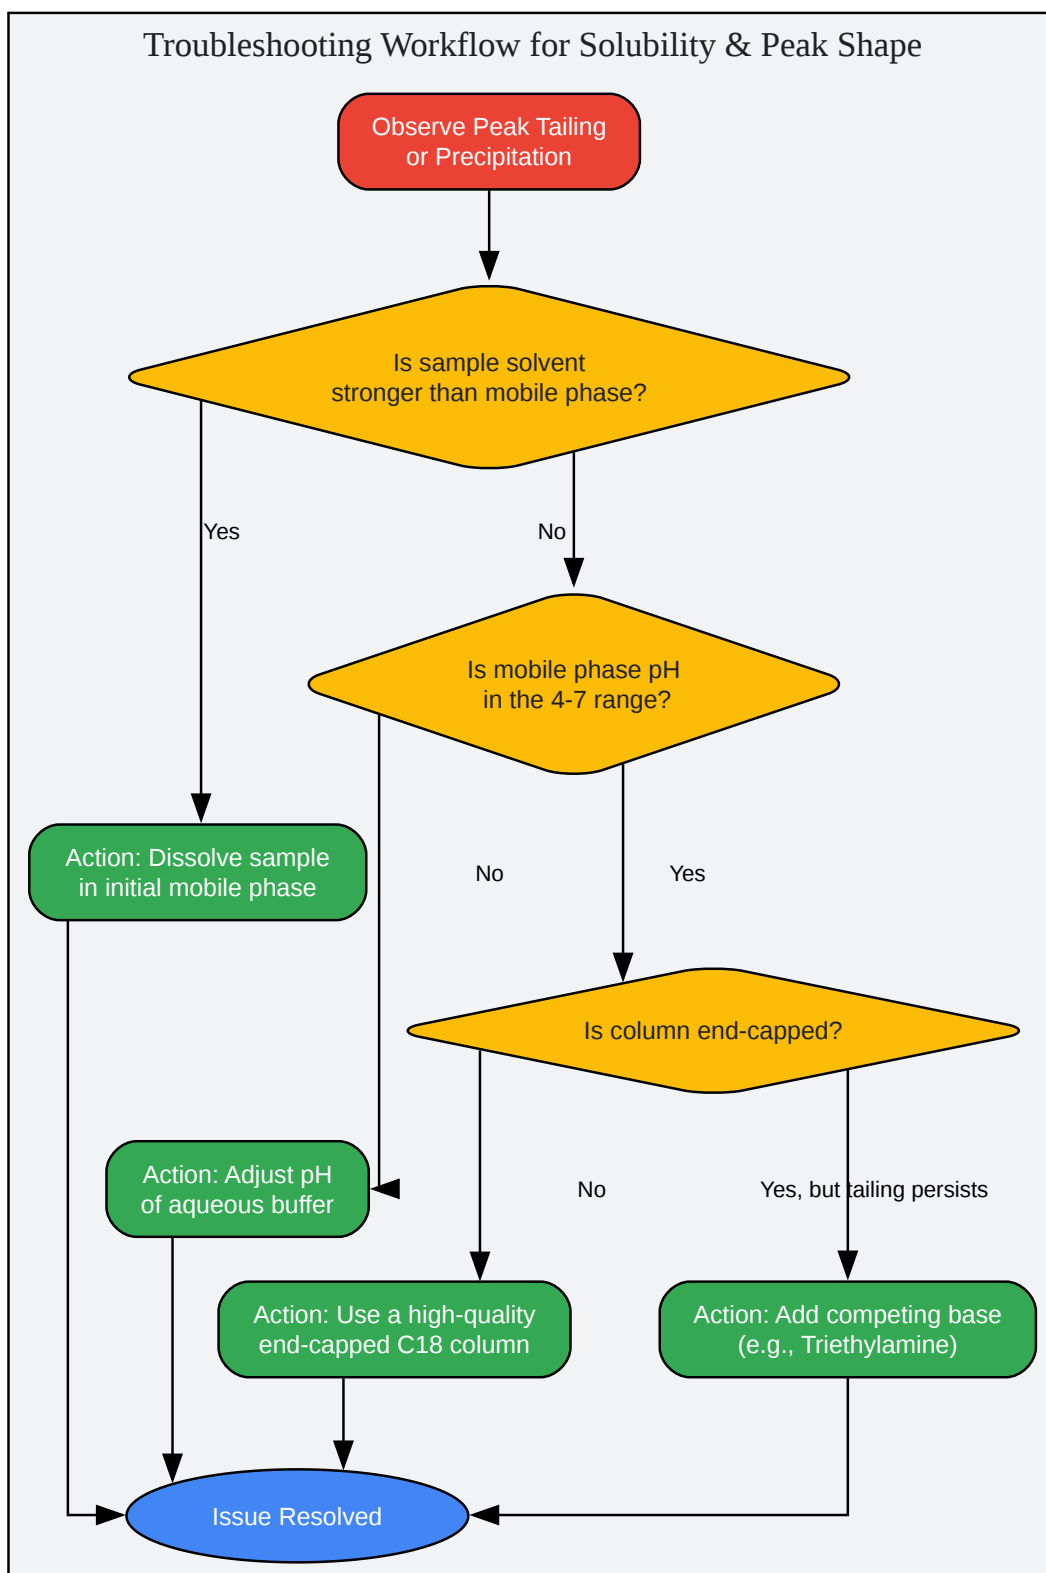 Troubleshooting Workflow for Solubility & Peak Shape
Observe Peak Tailing
or Precipitation
Is sample solvent
stronger than mobile phase?
Yes
No
Is mobile phase pH
in the 4-7 range?
Action: Dissolve sample
in initial mobile phase
No
Yes
Is column end-capped?
Action: Adjust pH
of aqueous buffer
No
Yes, but tailing persists
Action: Use a high-quality
end-capped C18 column
Action: Add competing base
(e.g., Triethylamine)
Issue Resolved